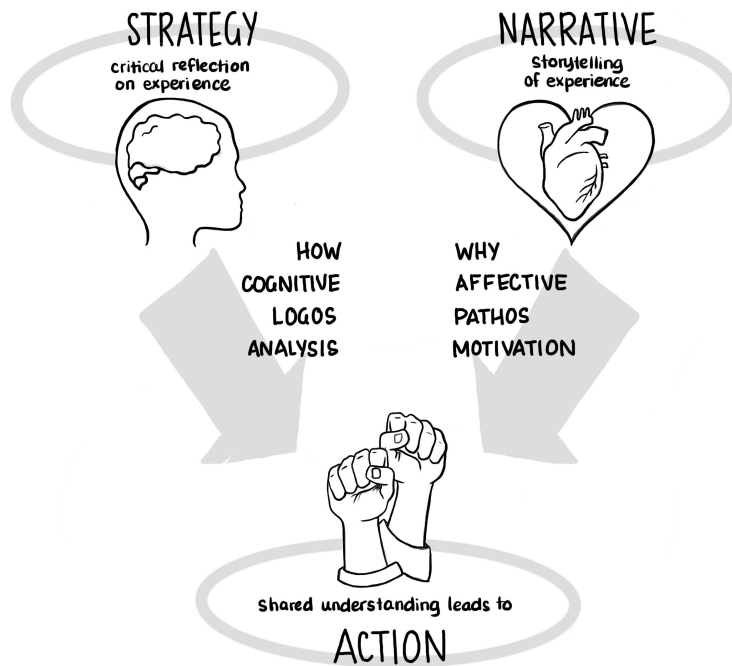 STRATEGY
critical reflection
on experience
NARRATIVE
Storytelling
of experience
HOW
COGNITIVE
LOGOS
ANALYSIS
WHY
AFFECTIVE
PATHOS
MOTIVATION
Shared understanding leads to
ACTION